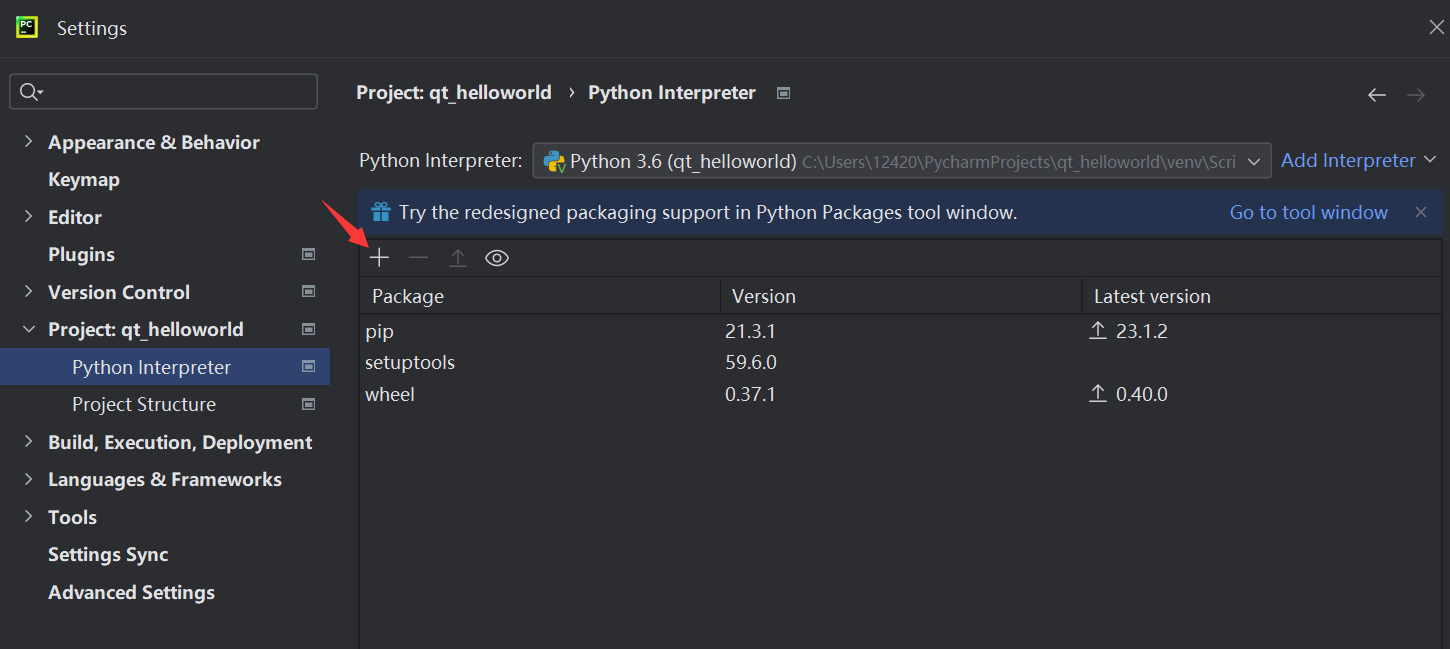 PC
Settings
Project: qt_helloworld › Python Interpreter
Appearance & Behavior
Keymap
Editor
Plugins
Version Control
Project: qt_helloworld
Python Interpreter
Project Structure
Build, Execution, Deployment
Languages & Frameworks
Tools
Settings Sync
Advanced Settings
Python Interpreter: Python 3.6 (qt_helloworld) C:\Users\12420\PycharmProjects\qt_helloworld\venv\Scri Add Interpreter
Try the redesigned packaging support in Python Packages tool window. Go to tool window
Package Version Latest version
pip 21.3.1 23.1.2
setuptools 59.6.0
wheel 0.37.1 0.40.0